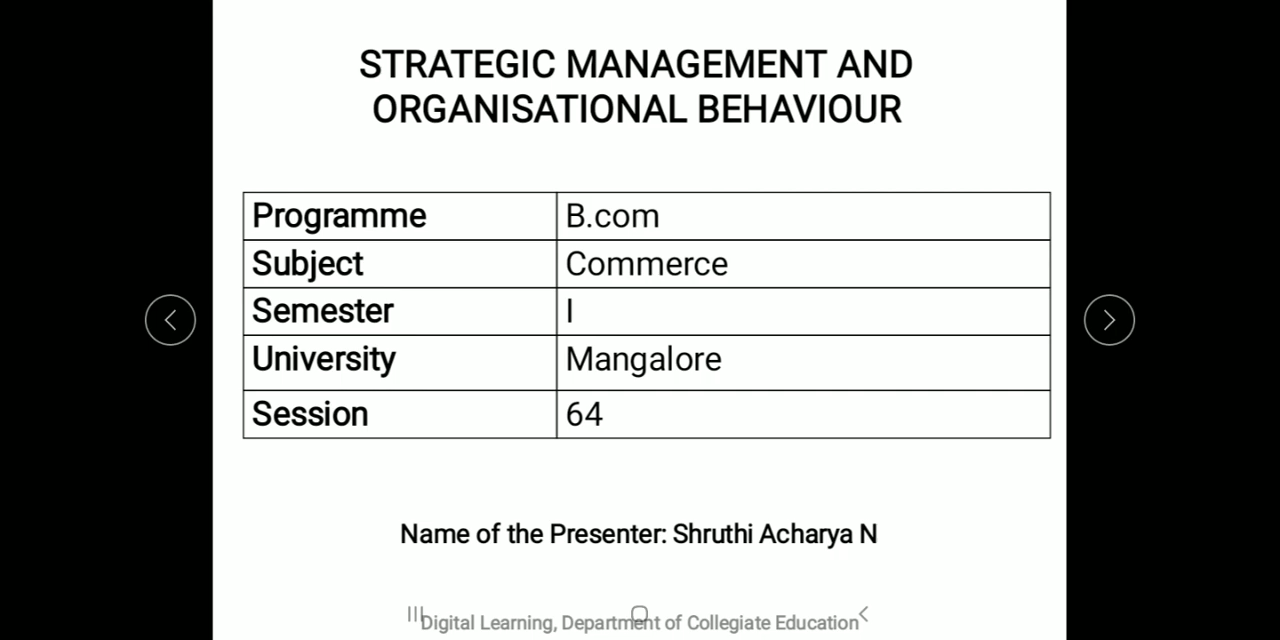 STRATEGIC MANAGEMENT AND
ORGANISATIONAL BEHAVIOUR
Programme B.com
Subject Commerce
Semester I
University Mangalore
Session 64
Name of the Presenter: Shruthi Acharya N
Digital Learning, Department of Collegiate Education